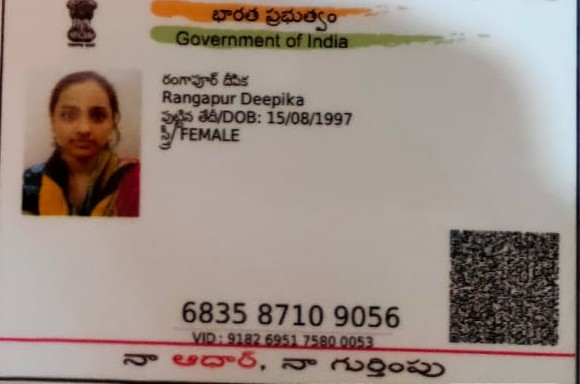 భారత ప్రభుత్వం
Government of India
రంగాపూర్ దీపిక
Rangapur Deepika
పుట్టిన తేదీ/DOB: 15/08/1997
స్త్రీ/ FEMALE
6835 8710 9056
VID : 9182 6951 7580 0053
నా ఆధార్, నా గుర్తింపు